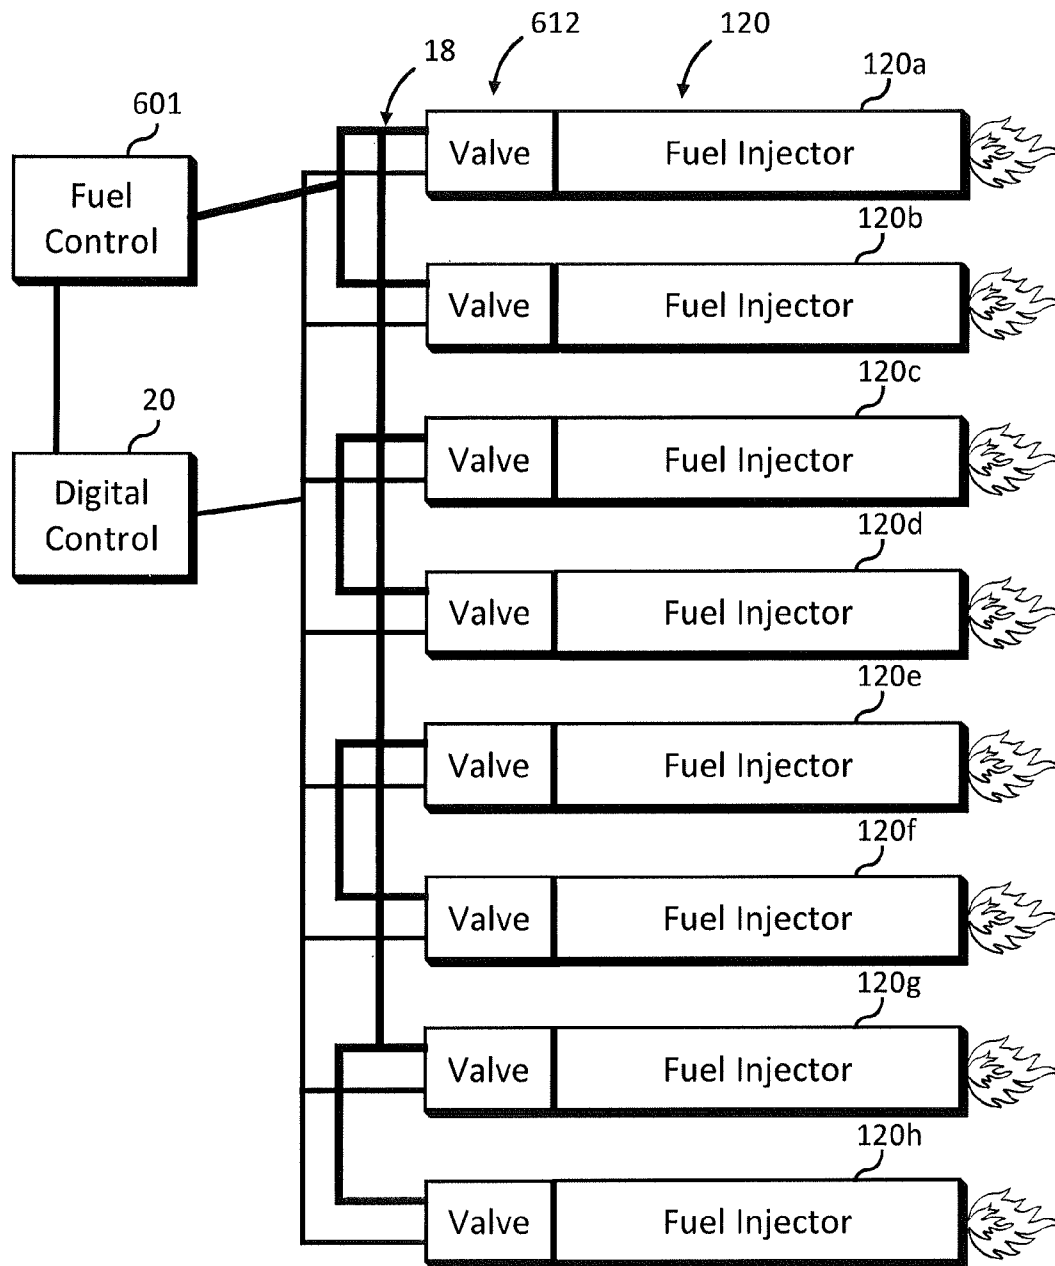 612
120
18
120a
601
Valve
Fuel Injector
Fuel
Control
120b
Valve
Fuel Injector
120c
20
Valve
Fuel Injector
Digital
Control
120d
Valve
Fuel Injector
120e
Valve
Fuel Injector
120f
Valve
Fuel Injector
120g
Valve
Fuel Injector
120h
Valve
Fuel Injector